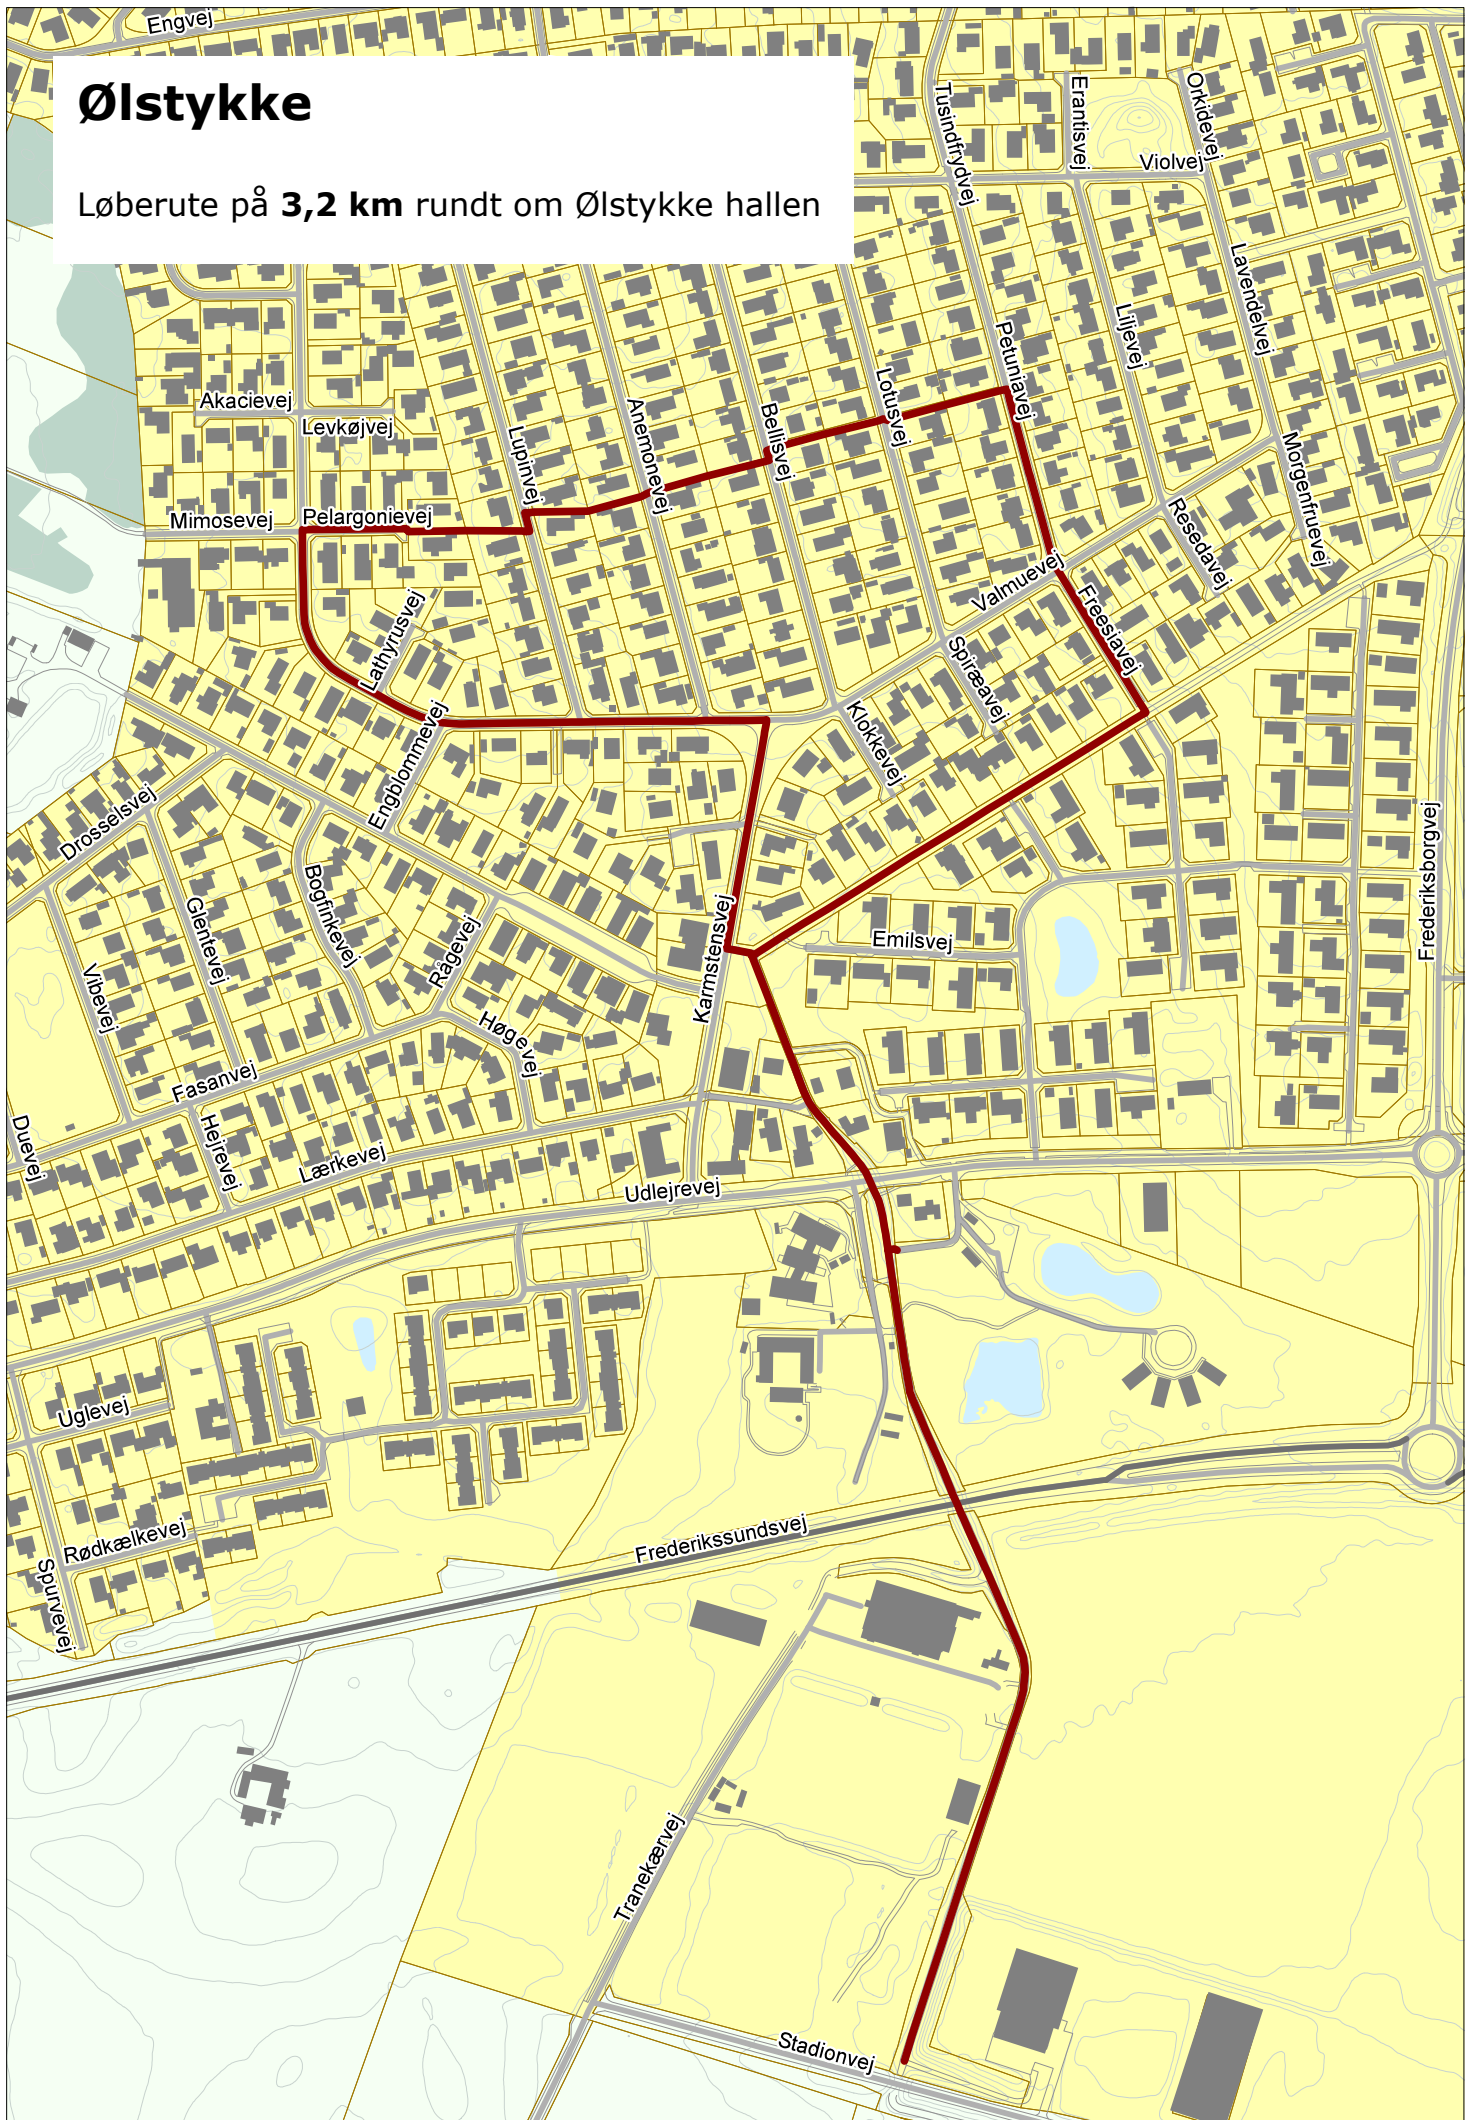 Engvej
Ølstykke
Løberute på 3,2 km rundt om Ølstykke hallen
Tusindfrydvej
Erantisvej
Orkidevej
Violvej
Lavendelvej
Liljevej
Petuniavej
Lotusvej
Bellisvej
Anemonevej
Lupinvej
Akacievej
Levkøjvej
Mimosevej
Pelargonievej
Morgenfruevej
Resedavej
Valmuevej
Freesiavej
Spiræavej
Klokkevej
Lathyrusvej
Engblommevej
Drosselsvej
Glentevej
Bogfinkevej
Rågevej
Vibevej
Karmstensvej
Emilsvej
Frederiksborgvej
Høgevej
Fasanvej
Hejrevej
Duevej
Lærkevej
Udlejrevej
Uglevej
Rødkælkevej
Spurvevej
Frederikssundsvej
Tranekærvej
Stadionvej